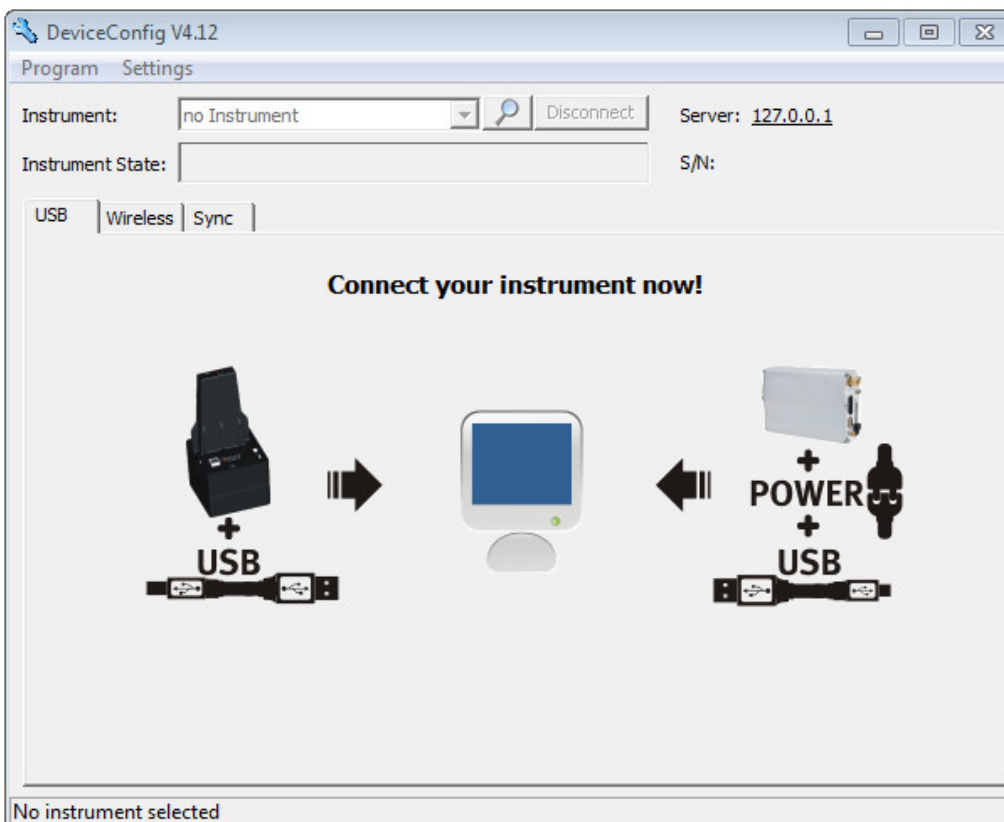 DeviceConfig V4.12
Program Settings
Instrument: no Instrument Disconnect Server: 127.0.0.1
Instrument State: S/N:
USB Wireless Sync
Connect your instrument now!
+
POWER
+ +
USB USB
No instrument selected